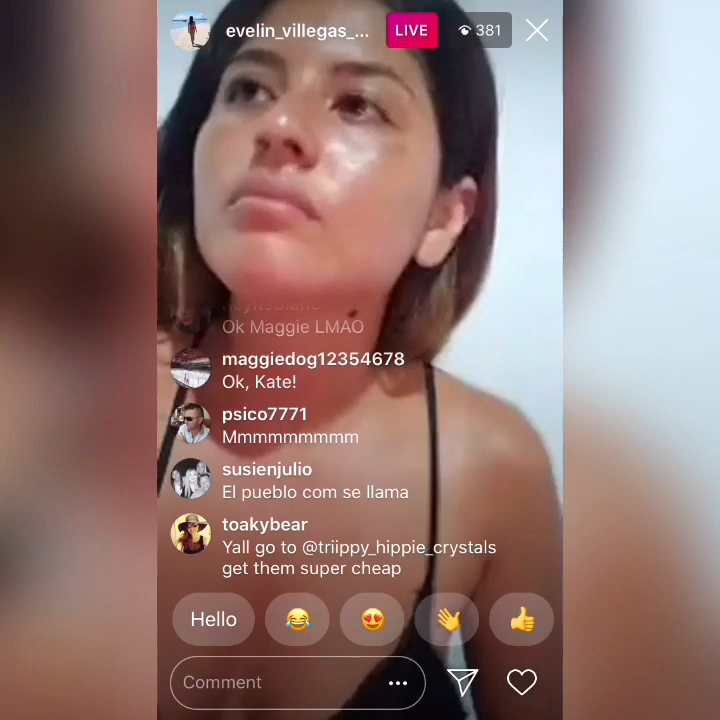 evelin_villegas_...
LIVE
381
Ok Maggie LMAO
maggiedog12354678
Ok, Kate!
psico7771
Mmmmmmmmm
susienjulio
El pueblo com se llama
toakybear
Yall go to @triippy_hippie_crystals
get them super cheap
Hello
Comment